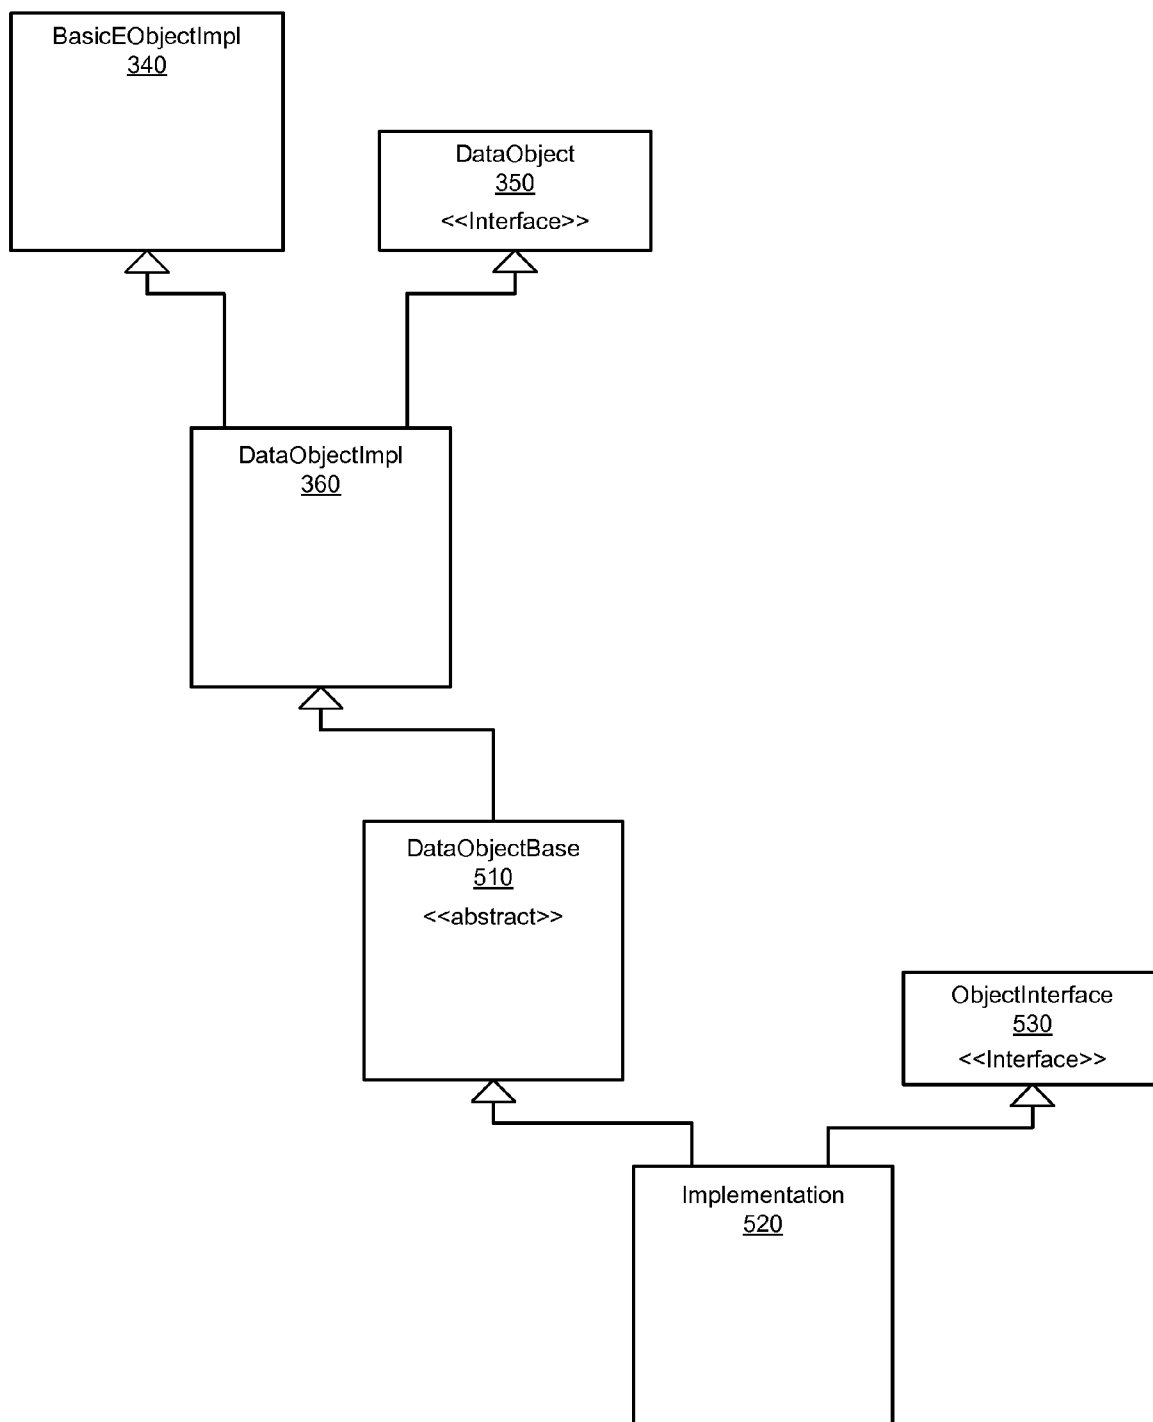 BasicEObjectImpl
340
DataObject
350
<<Interface>>
DataObjectImpl
360
DataObjectBase
510
<<abstract>>
ObjectInterface
530
<<Interface>>
Implementation
520